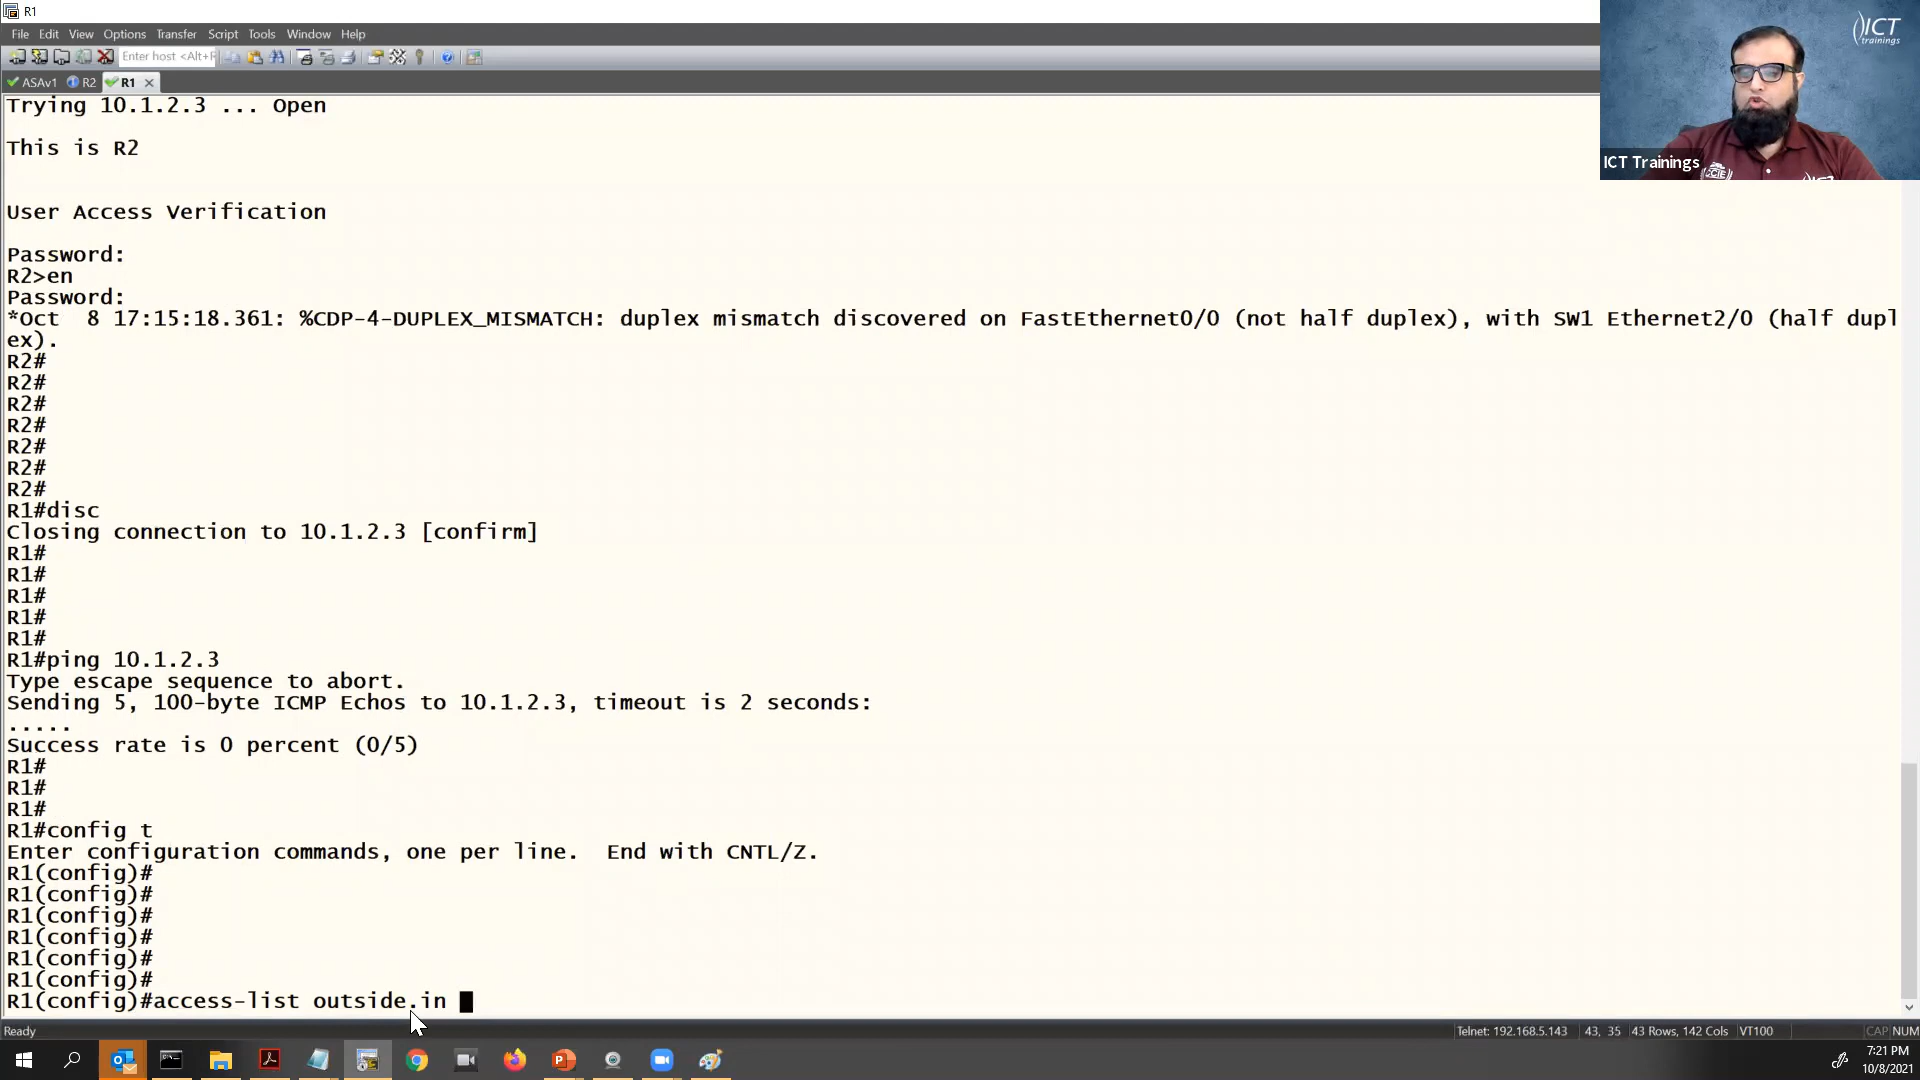 R1
File Edit View Options Transfer Script Tools Window Help
Enter host <Alt+R
ASAv1 R2 R1
Trying 10.1.2.3 ... Open
This is R2
User Access Verification
Password:
R2>en
Password:
*Oct  8 17:15:18.361: %CDP-4-DUPLEX_MISMATCH: duplex mismatch discovered on FastEthernet0/0 (not half duplex), with SW1 Ethernet2/0 (half dupl
ex).
R2#
R2#
R2#
R2#
R2#
R2#
R2#
R1#disc
Closing connection to 10.1.2.3 [confirm]
R1#
R1#
R1#
R1#
R1#
R1#ping 10.1.2.3
Type escape sequence to abort.
Sending 5, 100-byte ICMP Echos to 10.1.2.3, timeout is 2 seconds:
.....
Success rate is 0 percent (0/5)
R1#
R1#
R1#
R1#config t
Enter configuration commands, one per line.  End with CNTL/Z.
R1(config)#
R1(config)#
R1(config)#
R1(config)#
R1(config)#
R1(config)#
R1(config)#access-list outside.in
ICT
trainings
ICT Trainings
CCIE
Ready
Telnet: 192.168.5.143 43, 35 43 Rows, 142 Cols VT100 CAP NUM
7:21 PM
10/8/2021